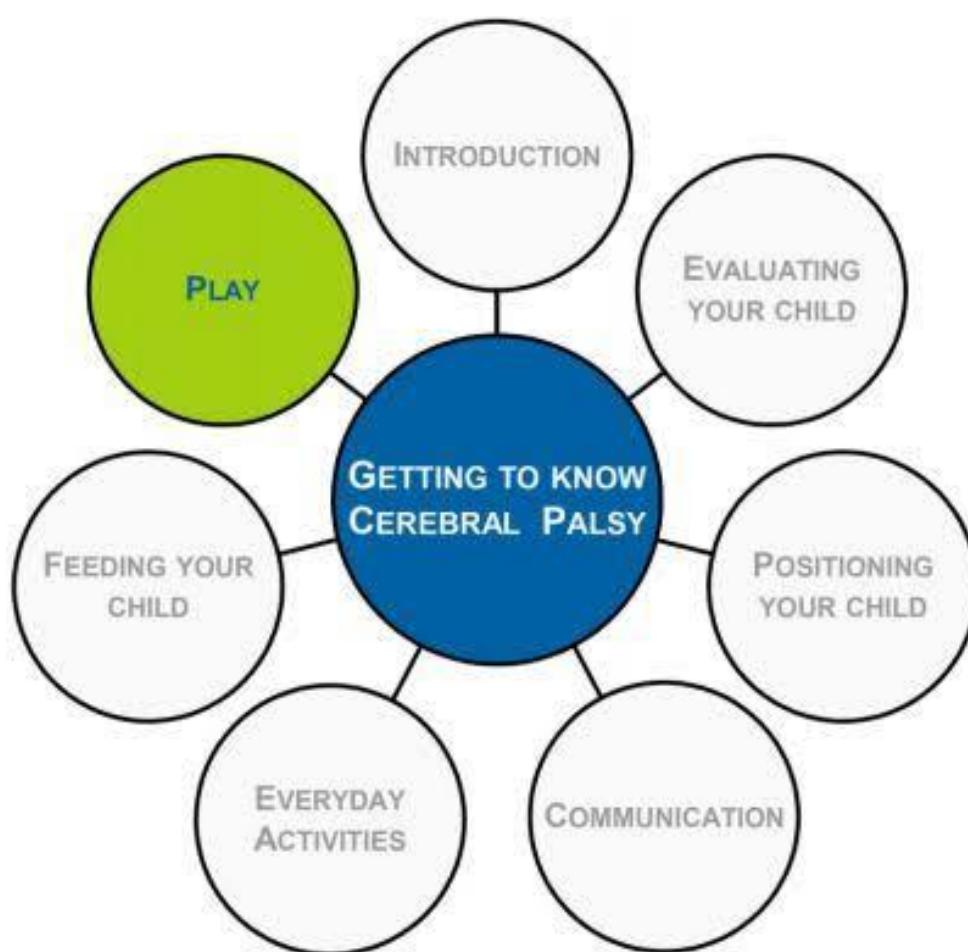 INTRODUCTION
EVALUATING
YOUR CHILD
POSITIONING
YOUR CHILD
COMMUNICATION
EVERYDAY
ACTIVITIES
FEEDING YOUR
CHILD
PLAY
GETTING TO KNOW
CEREBRAL PALSY